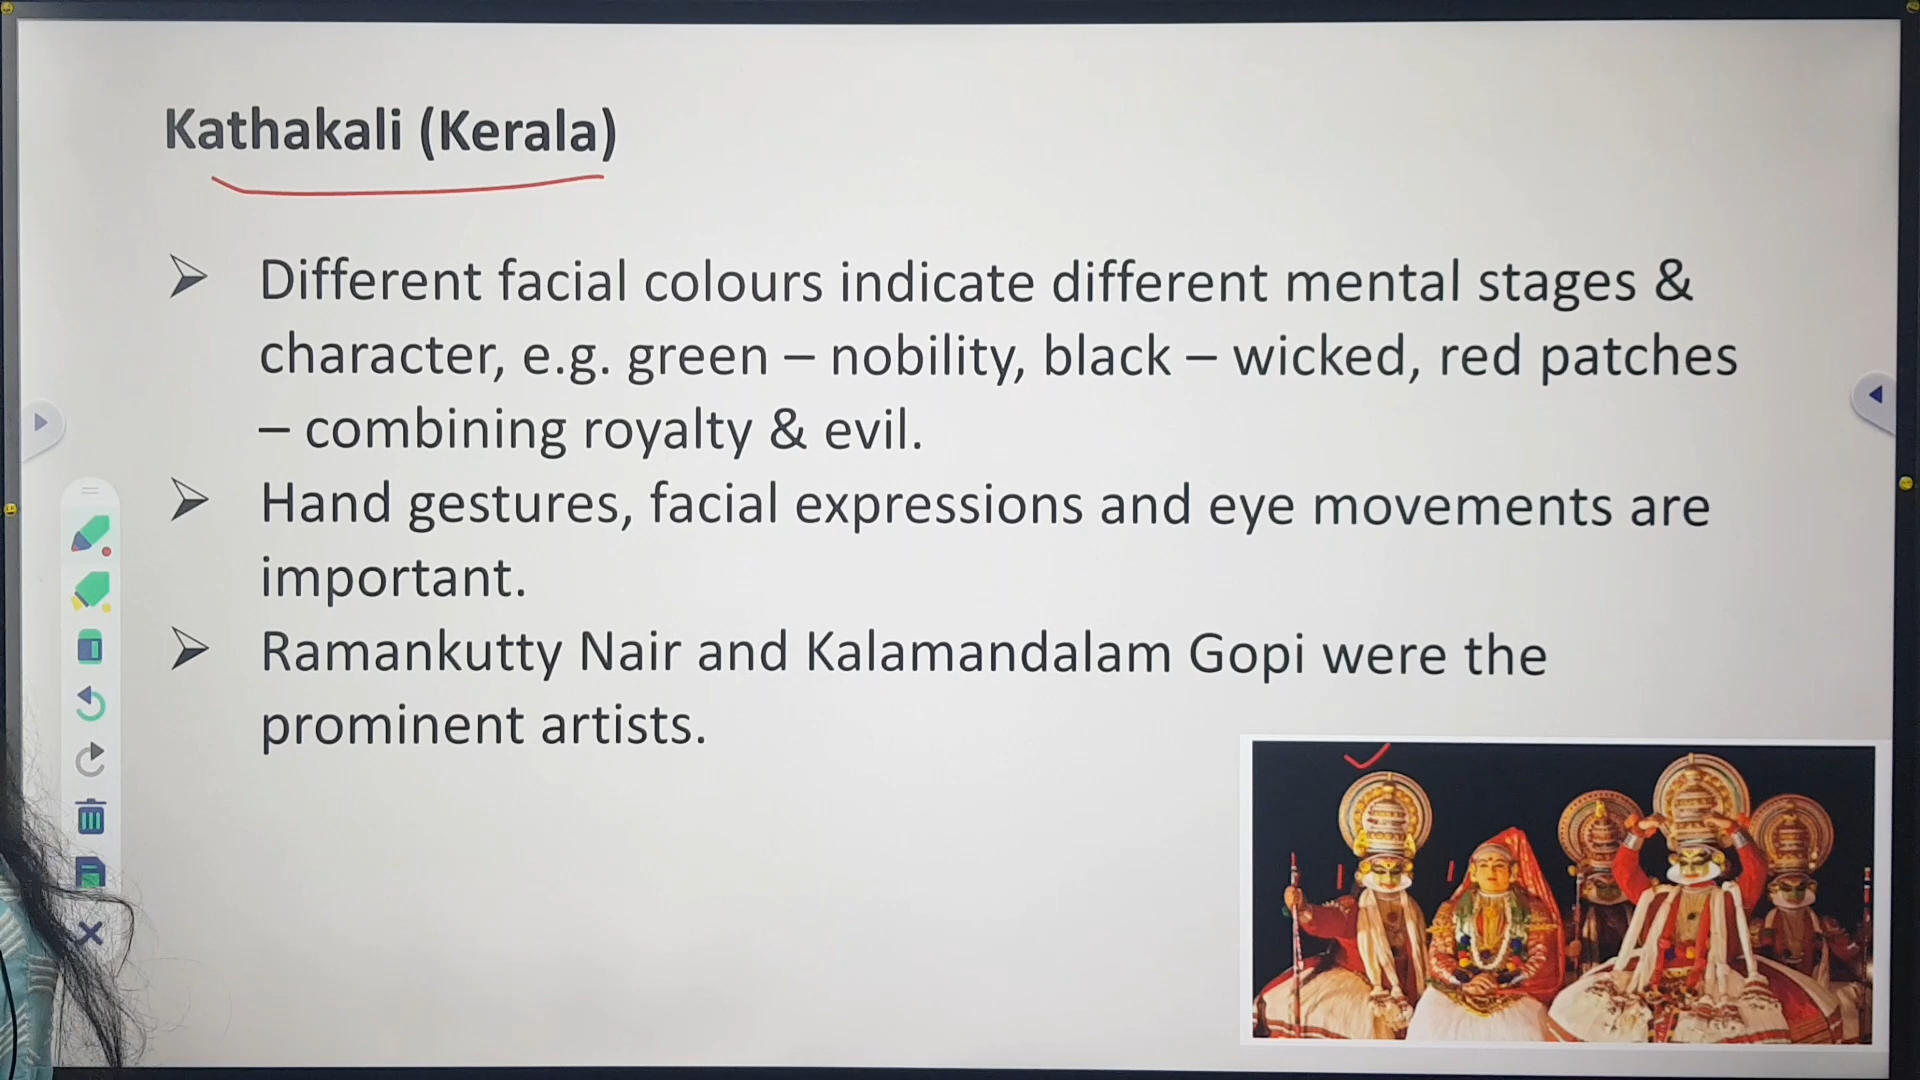 Kathakali (Kerala)
➢ Different facial colours indicate different mental stages &
character, e.g. green – nobility, black – wicked, red patches
– combining royalty & evil.
➢ Hand gestures, facial expressions and eye movements are
important.
➢ Ramankutty Nair and Kalamandalam Gopi were the
prominent artists.